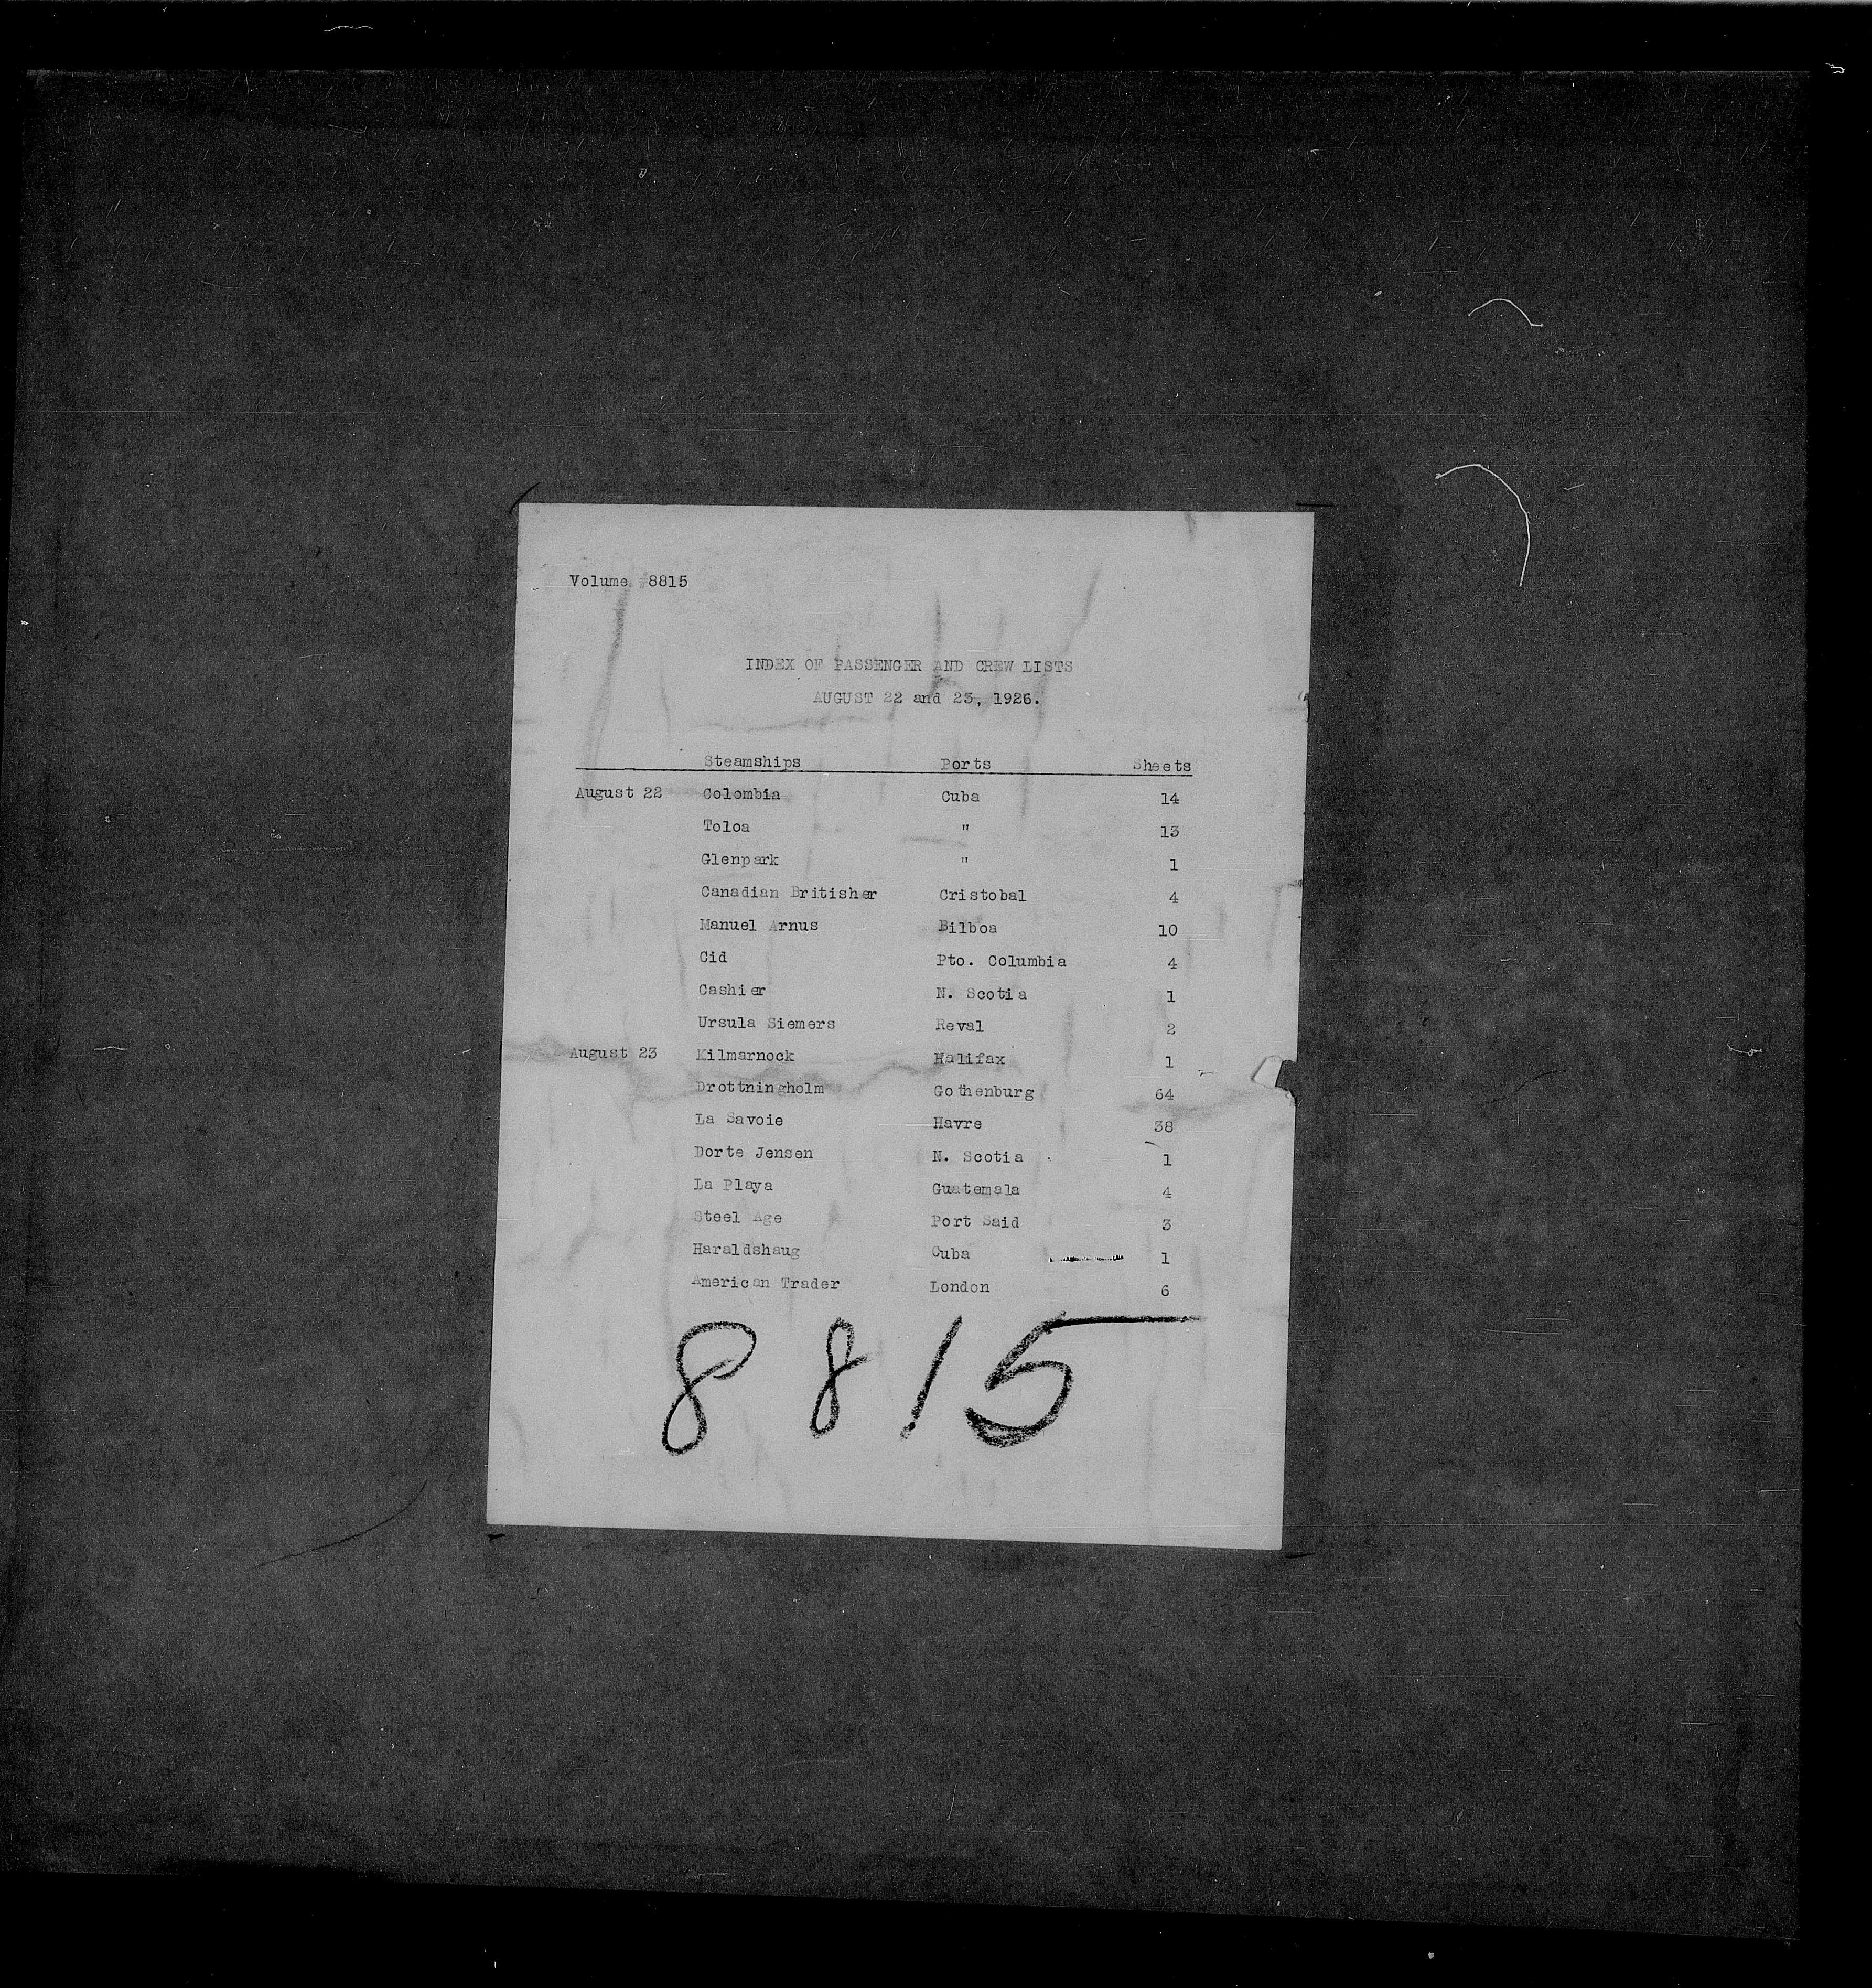 Volume #8815
INDEX OF PASSENGER AND CREW LISTS
AUGUST 22 and 23, 1926.
Steamships Ports Sheets
August 22 Colombia Cuba 14
Toloa " 13
Glenpark " 1
Canadian Britisher Cristobal 4
Manuel Arnus Bilboa 10
Cid Pto. Columbia 4
Cashier N. Scotia 1
Ursula Siemers Reval 2
August 23 Kilmarnock Halifax 1
Drottningholm Gothenburg 64
La Savoie Havre 38
Dorte Jensen N. Scotia 1
La Playa Guatemala 4
Steel Age Port Said 3
Haraldshaug Cuba 1
American Trader London 6
8815